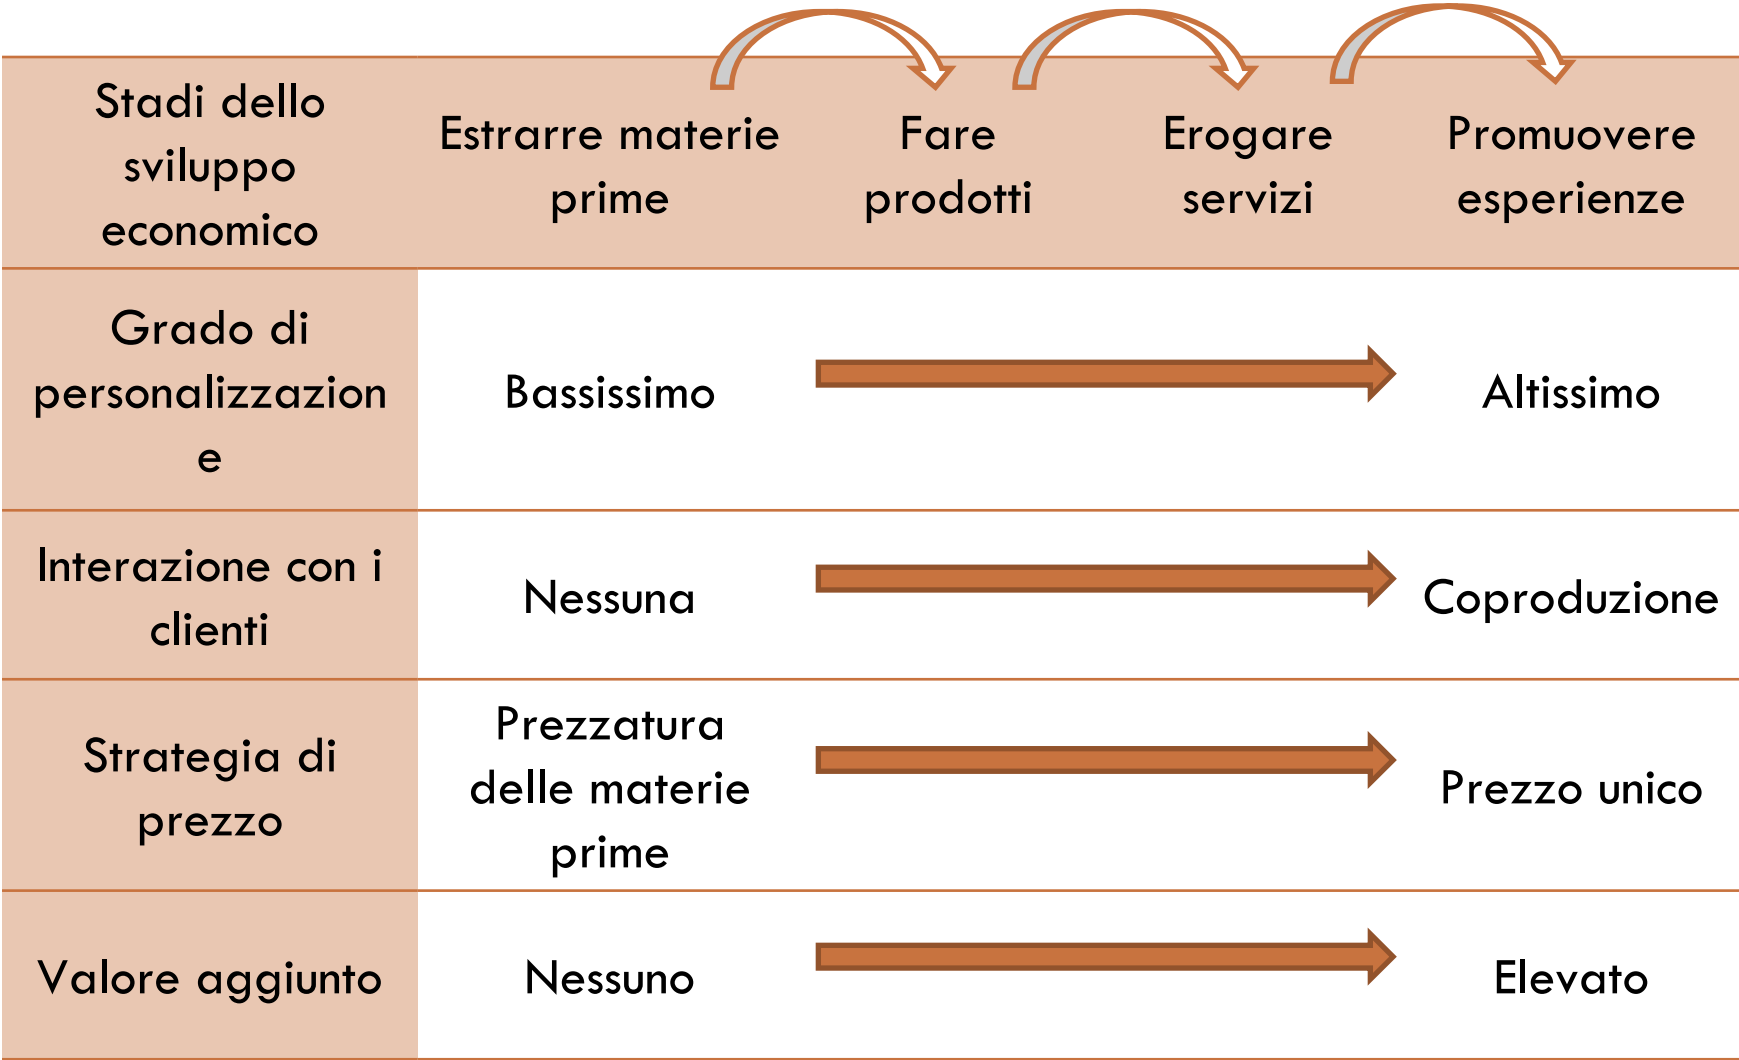 Stadi dello
sviluppo
economico
Estrarre materie
prime
Fare
prodotti
Erogare
servizi
Promuovere
esperienze
Grado di
personalizzazion
e
Bassissimo
Altissimo
Interazione con i
clienti
Nessuna
Coproduzione
Strategia di
prezzo
Prezzatura
delle materie
prime
Prezzo unico
Valore aggiunto
Nessuno
Elevato